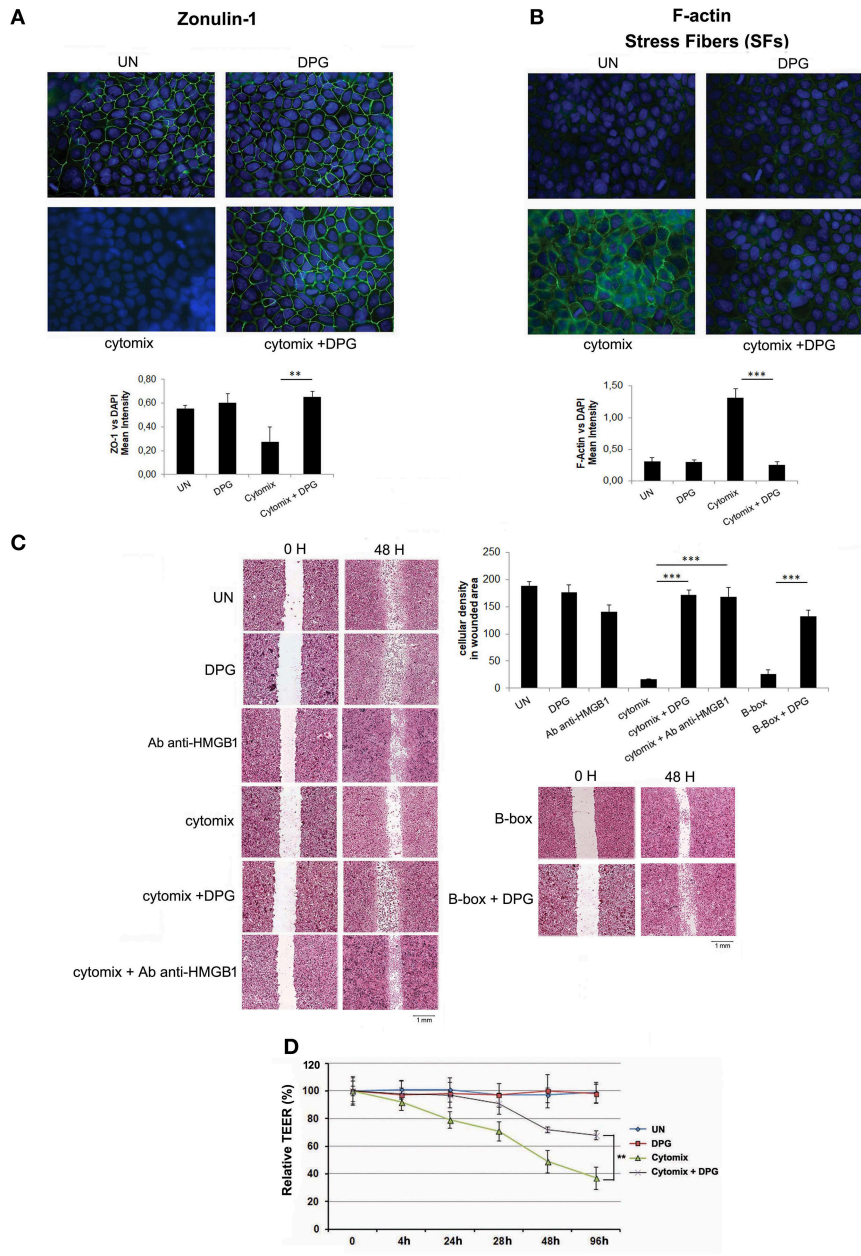 A
Zonulin-1
UN
DPG
cytomix
cytomix +DPG
ZO-1 vs DAPI
Mean Intensity
0,80
0,60
0,40
0,20
0,00
**
UN
DPG
Cytomix
Cytomix + DPG
B
F-actin
Stress Fibers (SFs)
UN
DPG
cytomix
cytomix +DPG
F-Actin vs DAPI
Mean Intensity
1,50
1,00
0,50
0,00
***
UN
DPG
Cytomix
Cytomix + DPG
C
0 H
48 H
UN
DPG
Ab anti-HMGB1
cytomix
cytomix +DPG
cytomix + Ab anti-HMGB1
1 mm
cellular density
in wounded area
250
200
150
100
50
0
***
***
***
UN
DPG
Ab anti-HMGB1
cytomix
cytomix + DPG
cytomix + Ab anti-HMGB1
B-box
B-Box + DPG
0 H
48 H
B-box
B-box + DPG
1 mm
D
Relative TEER (%)
120
100
80
60
40
20
0
0
4h
24h
28h
48h
96h
**
UN
DPG
Cytomix
Cytomix + DPG